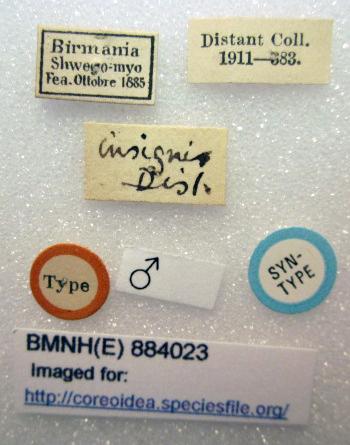 Birmania
Shwego-myo
Fea. Ottobre 1885
Distant Coll.
1911—383.
insignis
Dist.
Type
♂
SYN-
TYPE
BMNH(E) 884023
Imaged for:
http://coreoidea.speciesfile.org/